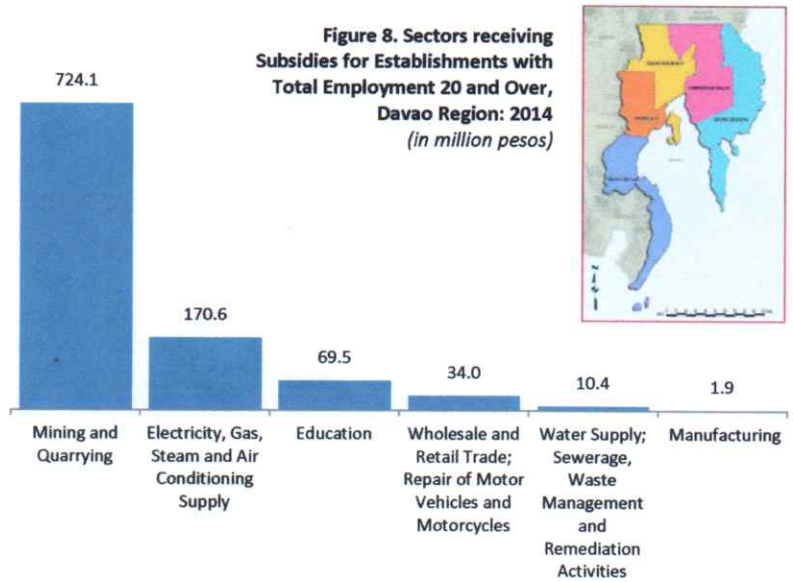 Figure 8. Sectors receiving
Subsidies for Establishments with
Total Employment 20 and Over,
Davao Region: 2014
(in million pesos)
724.1
170.6
69.5
34.0
10.4
1.9
Mining and
Quarrying
Electricity, Gas,
Steam and Air
Conditioning
Supply
Education
Wholesale and
Retail Trade;
Repair of Motor
Vehicles and
Motorcycles
Water Supply;
Sewerage,
Waste
Management
and
Remediation
Activities
Manufacturing